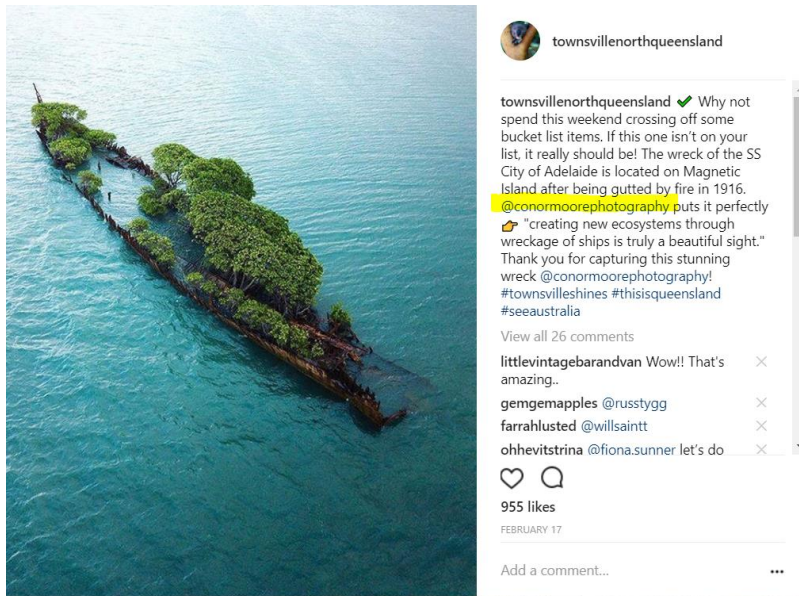 townsvillenorthqueensland
townsvillenorthqueensland ✔ Why not
spend this weekend crossing off some
bucket list items. If this one isn't on your
list, it really should be! The wreck of the SS
City of Adelaide is located on Magnetic
Island after being gutted by fire in 1916.
@conormoorephotography puts it perfectly
👉 "creating new ecosystems through
wreckage of ships is truly a beautiful sight."
Thank you for capturing this stunning
wreck @conormoorephotography!
#townsvilleshines #thisisqueensland
#seeaustralia
View all 26 comments
littlevintagebarandvan Wow!! That's
amazing..
gemgemapples @russtygg
farrahlusted @willsaintt
ohhevitstrina @fiona.sunner let's do
955 likes
FEBRUARY 17
Add a comment...